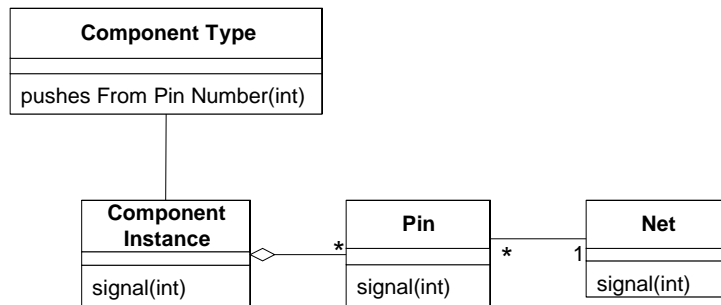 Component Type
pushes From Pin Number(int)
Component
Instance
signal(int)
*
Pin
signal(int)
*
1
Net
signal(int)